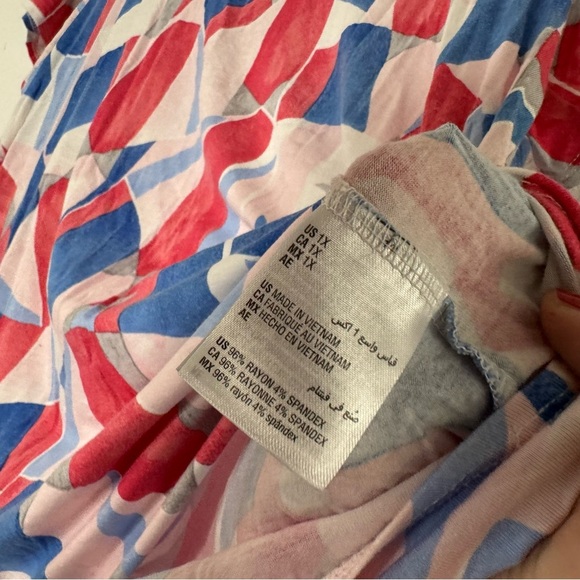 US 1X
CA 1X
MX 1X
AE
قياس واسع 1 اكس
US MADE IN VIETNAM
CA FABRIQUÉ AU VIETNAM
MX HECHO EN VIETNAM
AE
صُنع في فيتنام
US 96% RAYON 4% SPANDEX
CA 96% RAYONNE 4% SPANDEX
MX 96% rayón 4% spándex